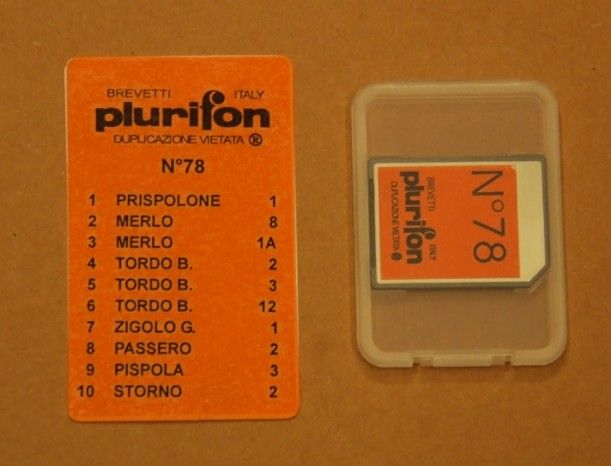 BREVETTI ITALY
plurifon
DUPLICAZIONE VIETATA ®
N°78
1 PRISPOLONE 1
2 MERLO 8
3 MERLO 1A
4 TORDO B. 2
5 TORDO B. 3
6 TORDO B. 12
7 ZIGOLO G. 1
8 PASSERO 2
9 PISPOLA 3
10 STORNO 2
N°78
BREVETTI ITALY
plurifon
DUPLICAZIONE VIETATA ®